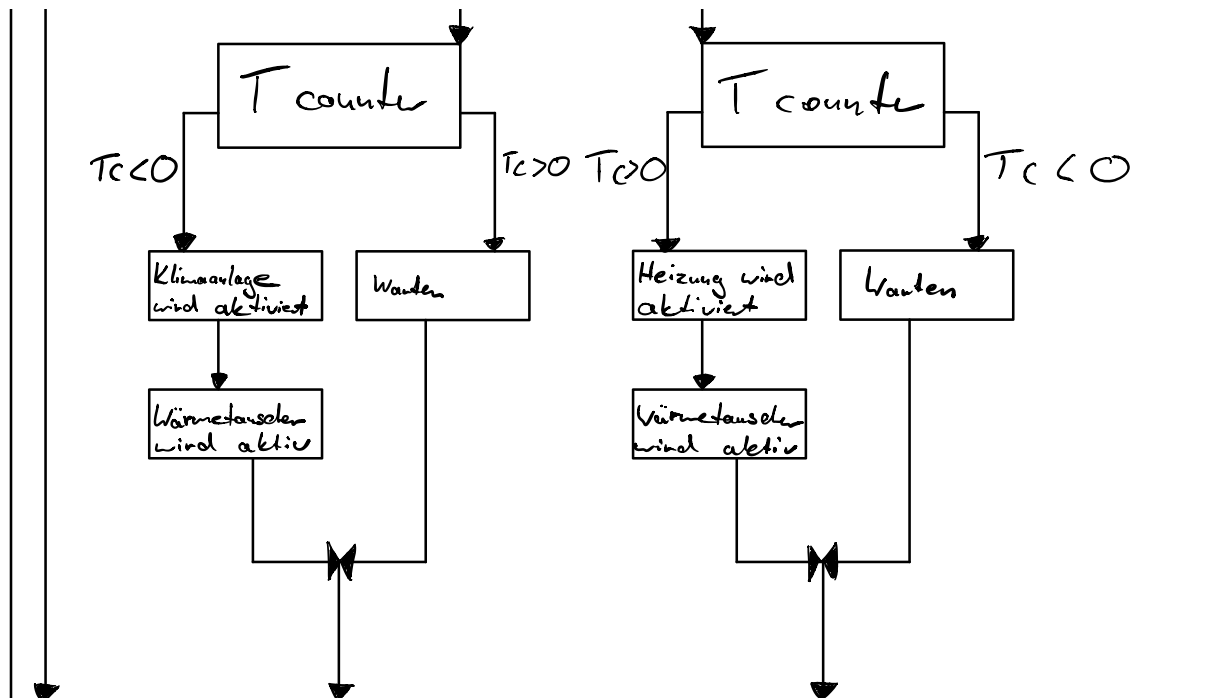 T counter
T counter
Tc<0
Tc>0
Tc>0
Tc<0
Klimaanlage
wird aktiviert
Warten
Heizung wird
aktiviert
Warten
Wärmetauscher
wird aktiv
Wärmetauscher
wird aktiv